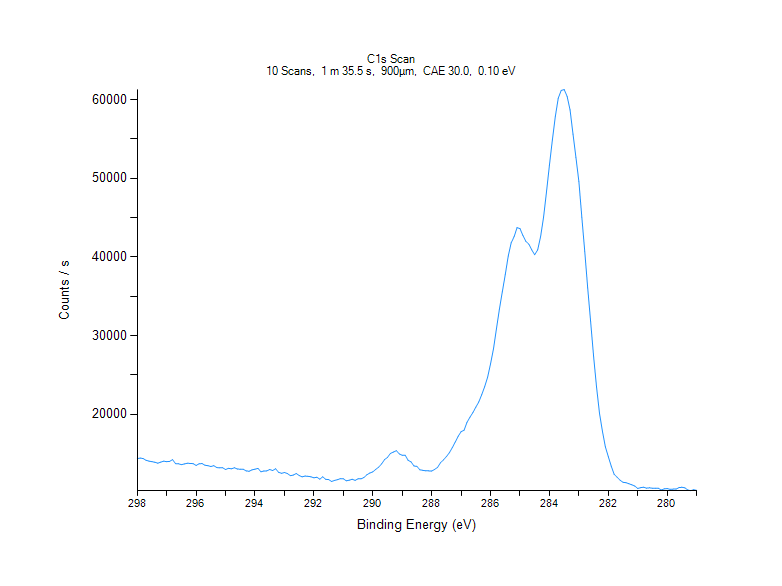 C1s Scan
10 Scans, 1 m 35.5 s, 900µm, CAE 30.0, 0.10 eV
60000
50000
40000
30000
20000
Counts / s
298 296 294 292 290 288 286 284 282 280
Binding Energy (eV)